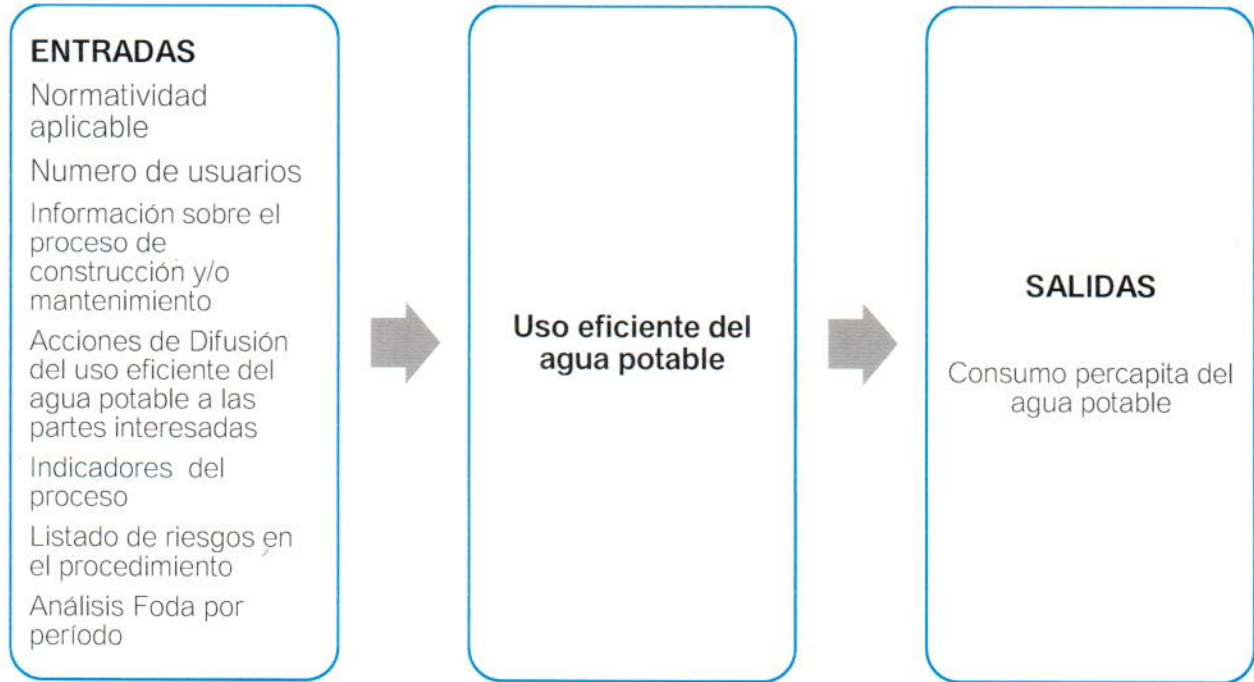 ENTRADAS
Normatividad
aplicable
Numero de usuarios
Información sobre el
proceso de
construcción y/o
mantenimiento
Acciones de Difusión
del uso eficiente del
agua potable a las
partes interesadas
Indicadores del
proceso
Listado de riesgos en
el procedimiento
Análisis Foda por
período
Uso eficiente del
agua potable
SALIDAS
Consumo percapita del
agua potable